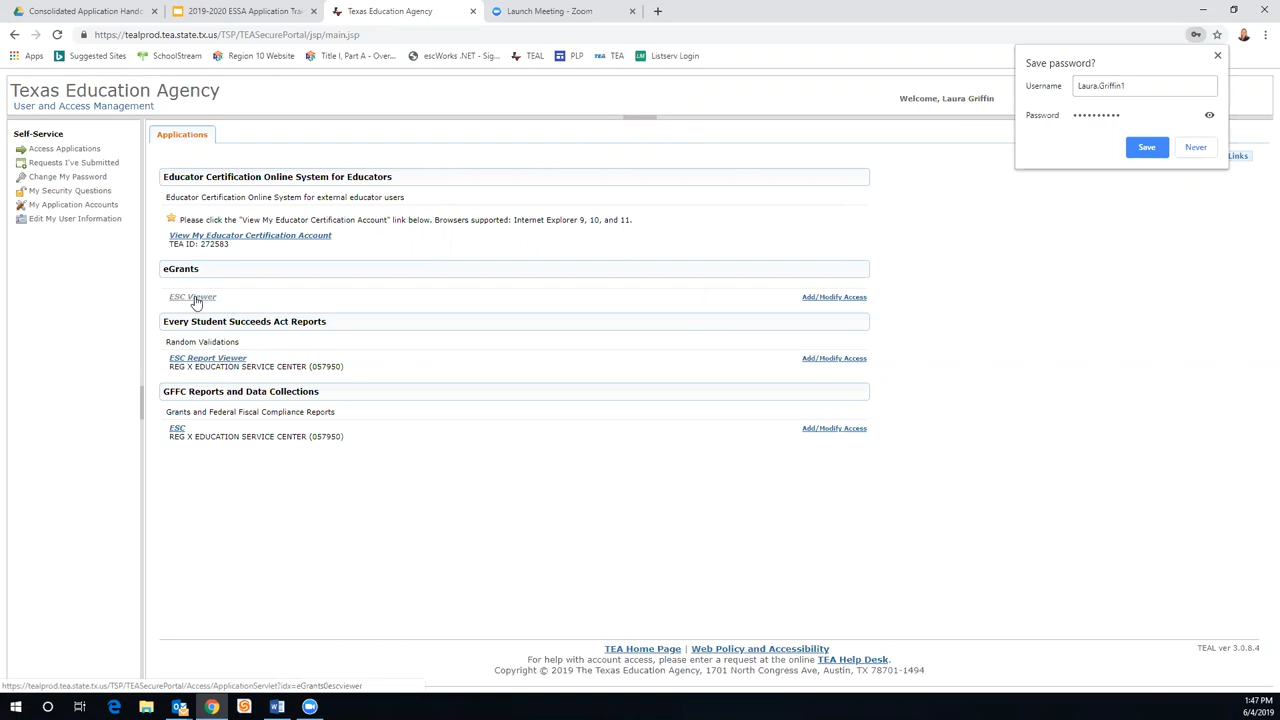 Consolidated Application Handc
2019-2020 ESSA Application Trai
Texas Education Agency
Launch Meeting - Zoom
https://tealprod.tea.state.tx.us/TSP/TEASecurePortal/jsp/main.jsp
Apps
Suggested Sites
SchoolStream
Region 10 Website
Title I, Part A - Over...
escWorks .NET - Sig...
TEAL
PLP
TEA
TEA
LM
Listserv Login
Save password?
Username
Laura.Griffin1
Password
••••••••••
Save
Never
Texas Education Agency
User and Access Management
Welcome, Laura Griffin
Links
Self-Service
Access Applications
Requests I've Submitted
Change My Password
My Security Questions
My Application Accounts
Edit My User Information
Applications
Educator Certification Online System for Educators
Educator Certification Online System for external educator users
Please click the "View My Educator Certification Account" link below. Browsers supported: Internet Explorer 9, 10, and 11.
View My Educator Certification Account
TEA ID: 272583
eGrants
ESC Viewer
Add/Modify Access
Every Student Succeeds Act Reports
Random Validations
ESC Report Viewer
Add/Modify Access
REG X EDUCATION SERVICE CENTER (057950)
GFFC Reports and Data Collections
Grants and Federal Fiscal Compliance Reports
ESC
Add/Modify Access
REG X EDUCATION SERVICE CENTER (057950)
TEA Home Page | Web Policy and Accessibility
TEAL ver 3.0.8.4
For help with account access, please enter a request at the online TEA Help Desk.
Copyright © 2019 The Texas Education Agency, 1701 North Congress Ave, Austin, TX 78701-1494
https://tealprod.tea.state.tx.us/TSP/TEASecurePortal/Access/ApplicationServlet?idx=eGrants0escviewer
1:47 PM
6/4/2019